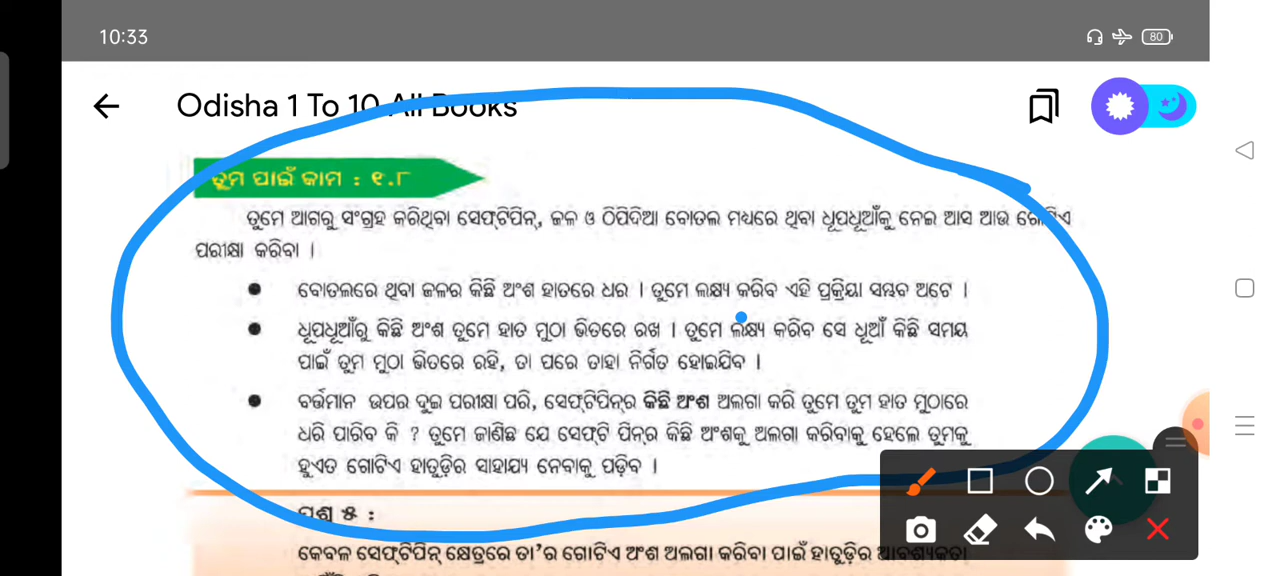 10:33
80
Odisha 1 To 10 All Books
ତୁମ ପାଇଁ କାମ : ୧.୮
ତୁମେ ଆଗରୁ ସଂଗ୍ରହ କରିଥିବା ସେଫ୍‌ଟିପିନ୍, ଜଳ ଓ ଠିପିଦିଆ ବୋତଲ ମଧ୍ୟରେ ଥିବା ଧୂପଧୂଆଁକୁ ନେଇ ଆସ ଆଉ ଗୋଟିଏ
ପରୀକ୍ଷା କରିବା ।
● ବୋତଲରେ ଥିବା ଜଳର କିଛି ଅଂଶ ହାତରେ ଧର । ତୁମେ ଲକ୍ଷ୍ୟ କରିବ ଏହି ପ୍ରକ୍ରିୟା ସମ୍ଭବ ଅଟେ ।
● ଧୂପଧୂଆଁରୁ କିଛି ଅଂଶ ତୁମେ ହାତ ମୁଠା ଭିତରେ ରଖ । ତୁମେ ଲକ୍ଷ୍ୟ କରିବ ସେ ଧୂଆଁ କିଛି ସମୟ
ପାଇଁ ତୁମ ମୁଠା ଭିତରେ ରହି, ତା ପରେ ତାହା ନିର୍ଗତ ହୋଇଯିବ ।
● ବର୍ତ୍ତମାନ ଉପର ଦୁଇ ପରୀକ୍ଷା ପରି, ସେଫ୍‌ଟିପିନ୍‌ର କିଛି ଅଂଶ ଅଲଗା କରି ତୁମେ ତୁମ ହାତ ମୁଠାରେ
ଧରି ପାରିବ କି ? ତୁମେ ଜାଣିଛ ଯେ ସେଫ୍‌ଟି ପିନ୍‌ର କିଛି ଅଂଶକୁ ଅଲଗା କରିବାକୁ ହେଲେ ତୁମକୁ
ହୁଏତ ଗୋଟିଏ ହାତୁଡ଼ିର ସାହାଯ୍ୟ ନେବାକୁ ପଡ଼ିବ ।
ପ୍ରଶ୍ନ ୫ :
କେବଳ ସେଫ୍‌ଟିପିନ୍ କ୍ଷେତ୍ରରେ ତା'ର ଗୋଟିଏ ଅଂଶ ଅଲଗା କରିବା ପାଇଁ ହାତୁଡ଼ିର ଆବଶ୍ୟକତା